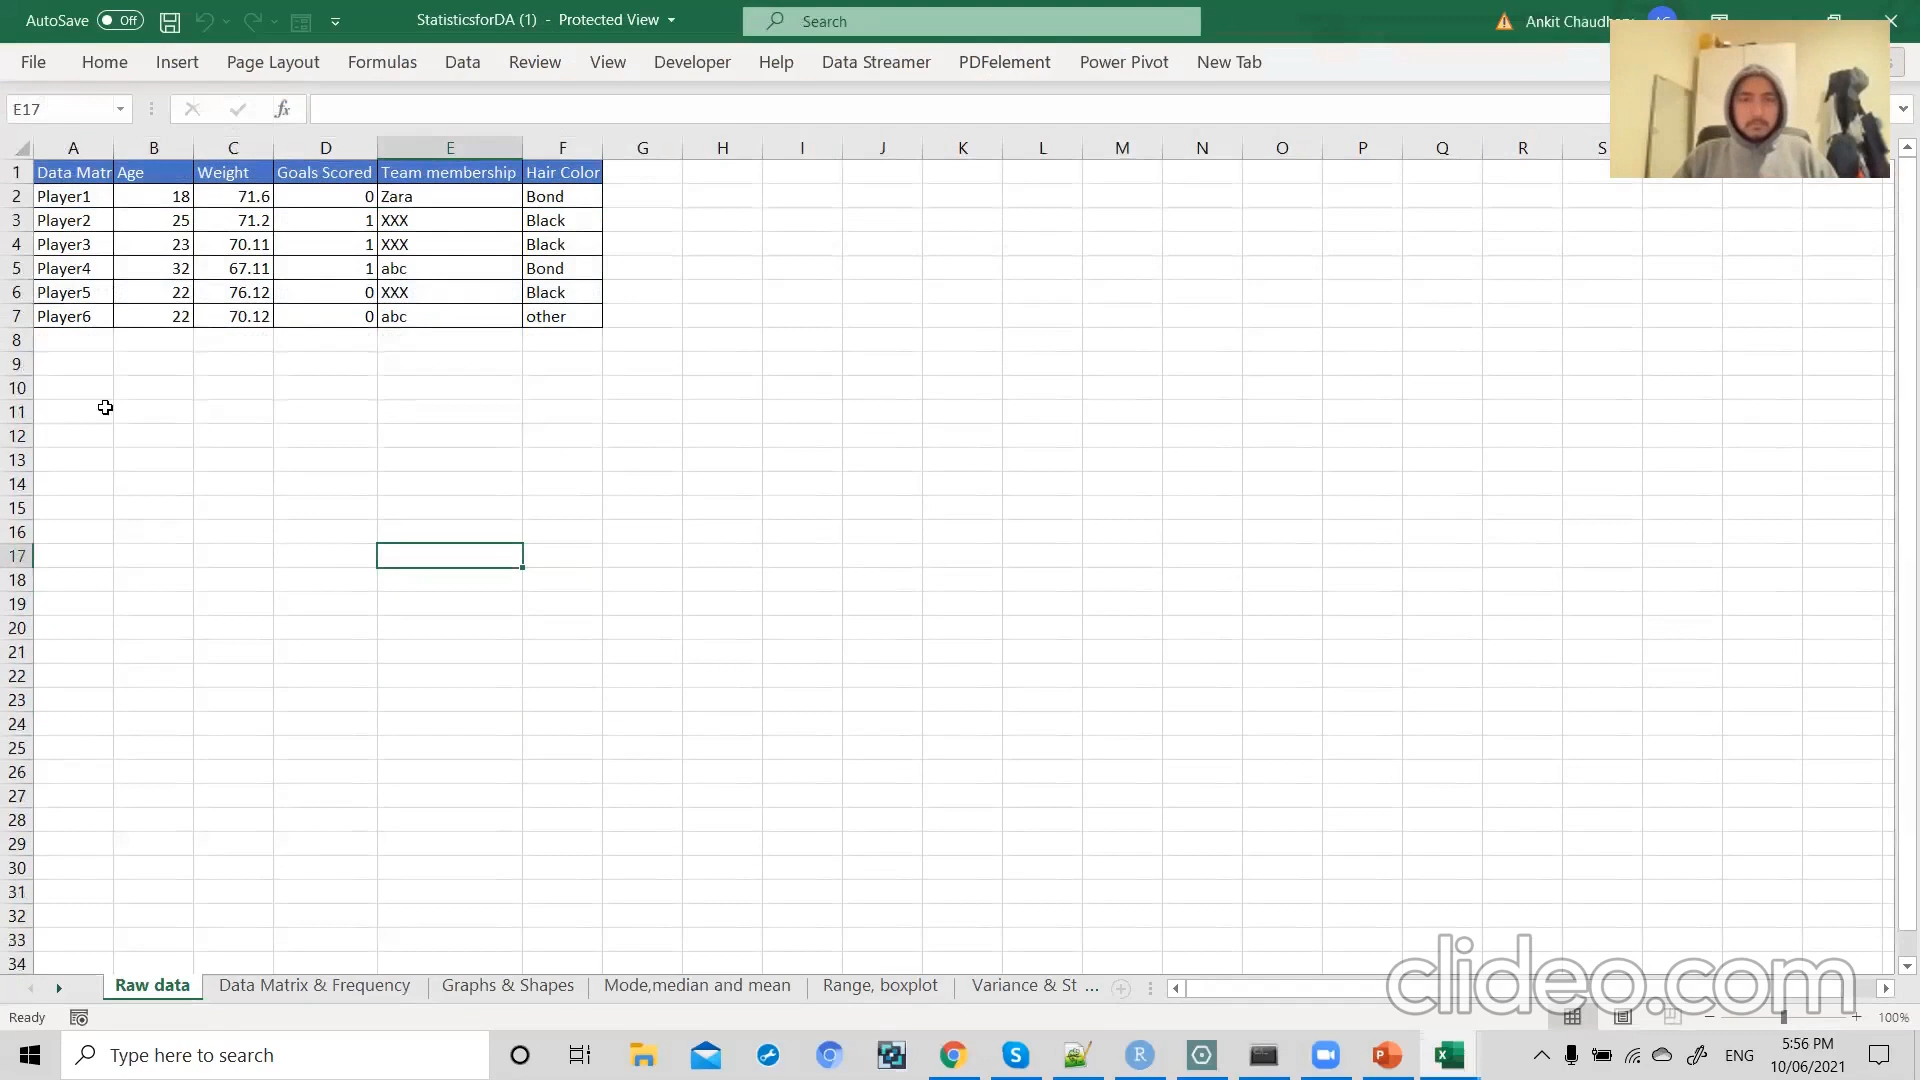 AutoSave Off StatisticsforDA (1) - Protected View Search
File Home Insert Page Layout Formulas Data Review View Developer Help Data Streamer PDFelement Power Pivot New Tab
E17 fx
A B C D E F G H I J K L M N O P Q R S
1 Data Matr Age Weight Goals Scored Team membership Hair Color
2 Player1 18 71.6 0 Zara Bond
3 Player2 25 71.2 1 XXX Black
4 Player3 23 70.11 1 XXX Black
5 Player4 32 67.11 1 abc Bond
6 Player5 22 76.12 0 XXX Black
7 Player6 22 70.12 0 abc other
8
9
10
11
12
13
14
15
16
17
18
19
20
21
22
23
24
25
26
27
28
29
30
31
32
33
34
clideo.com
Raw data Data Matrix & Frequency Graphs & Shapes Mode,median and mean Range, boxplot Variance & St ...
Ready 100%
Type here to search ENG 5:56 PM
10/06/2021